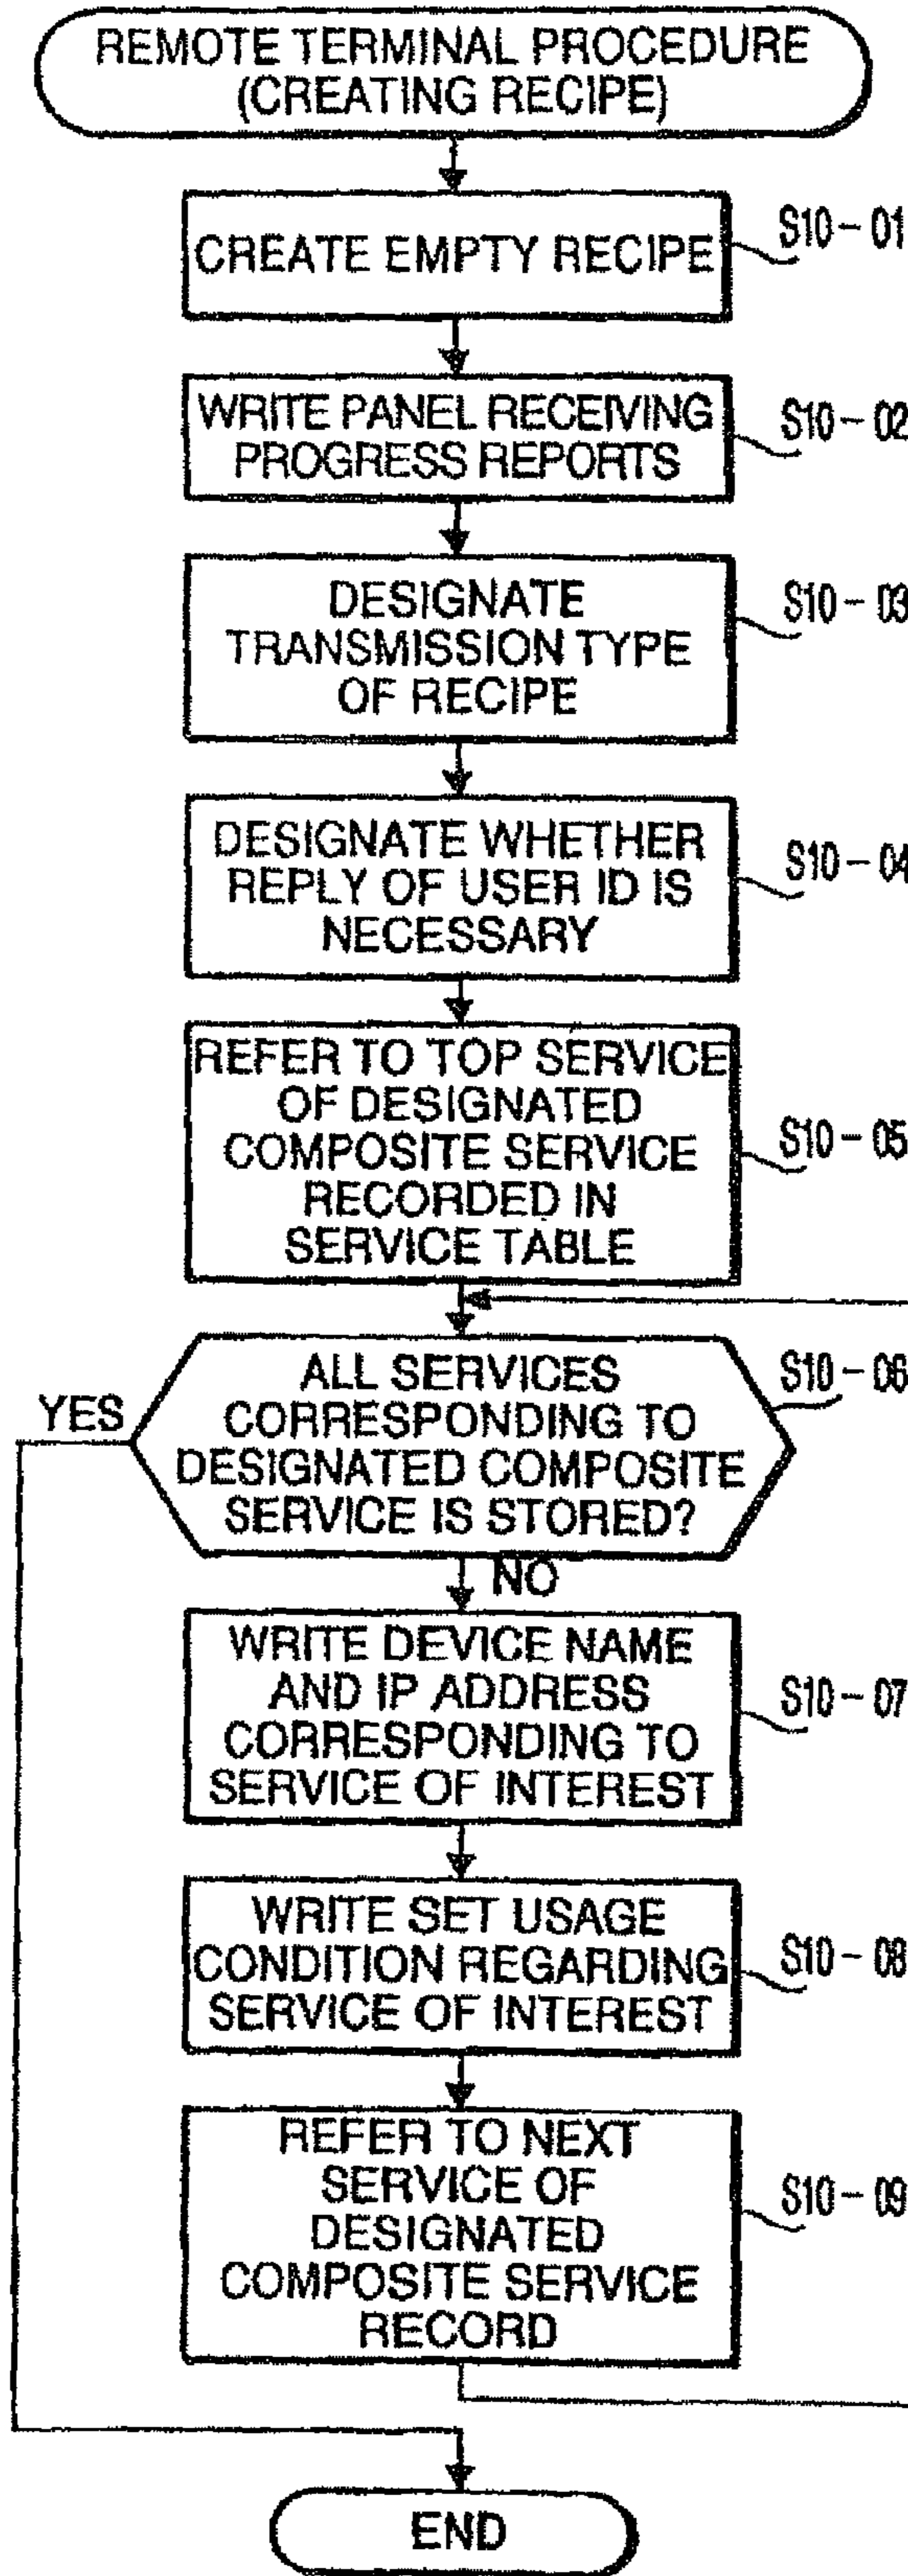 REMOTE TERMINAL PROCEDURE
(CREATING RECIPE)
CREATE EMPTY RECIPE
S10-01
WRITE PANEL RECEIVING
PROGRESS REPORTS
S10-02
DESIGNATE
TRANSMISSION TYPE
OF RECIPE
S10-03
DESIGNATE WHETHER
REPLY OF USER ID IS
NECESSARY
S10-04
REFER TO TOP SERVICE
OF DESIGNATED
COMPOSITE SERVICE
RECORDED IN
SERVICE TABLE
S10-05
ALL SERVICES
CORRESPONDING TO
DESIGNATED COMPOSITE
SERVICE IS STORED?
S10-06
YES
NO
WRITE DEVICE NAME
AND IP ADDRESS
CORRESPONDING TO
SERVICE OF INTEREST
S10-07
WRITE SET USAGE
CONDITION REGARDING
SERVICE OF INTEREST
S10-08
REFER TO NEXT
SERVICE OF
DESIGNATED
COMPOSITE SERVICE
RECORD
S10-09
END